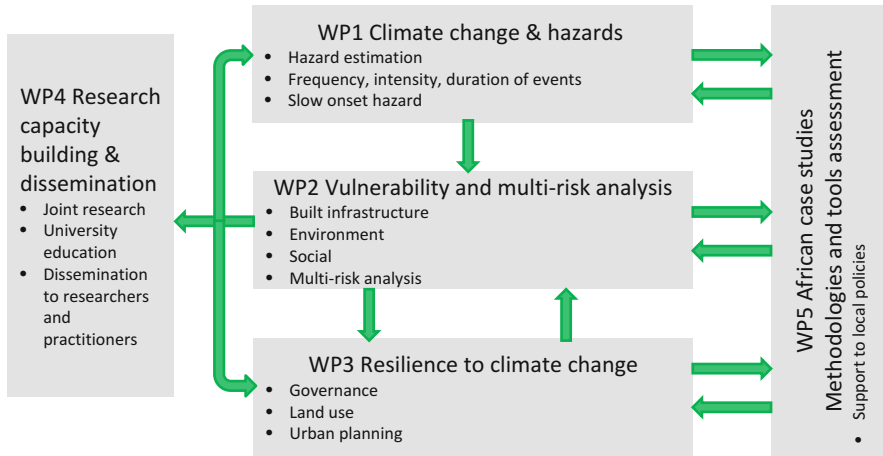 WP4 Research
capacity
building &
dissemination
• Joint research
• University
education
• Dissemination
to researchers
and
practitioners
WP1 Climate change & hazards
• Hazard estimation
• Frequency, intensity, duration of events
• Slow onset hazard
WP2 Vulnerability and multi-risk analysis
• Built infrastructure
• Environment
• Social
• Multi-risk analysis
WP3 Resilience to climate change
• Governance
• Land use
• Urban planning
WP5 African case studies
Methodologies and tools assessment
• Support to local policies